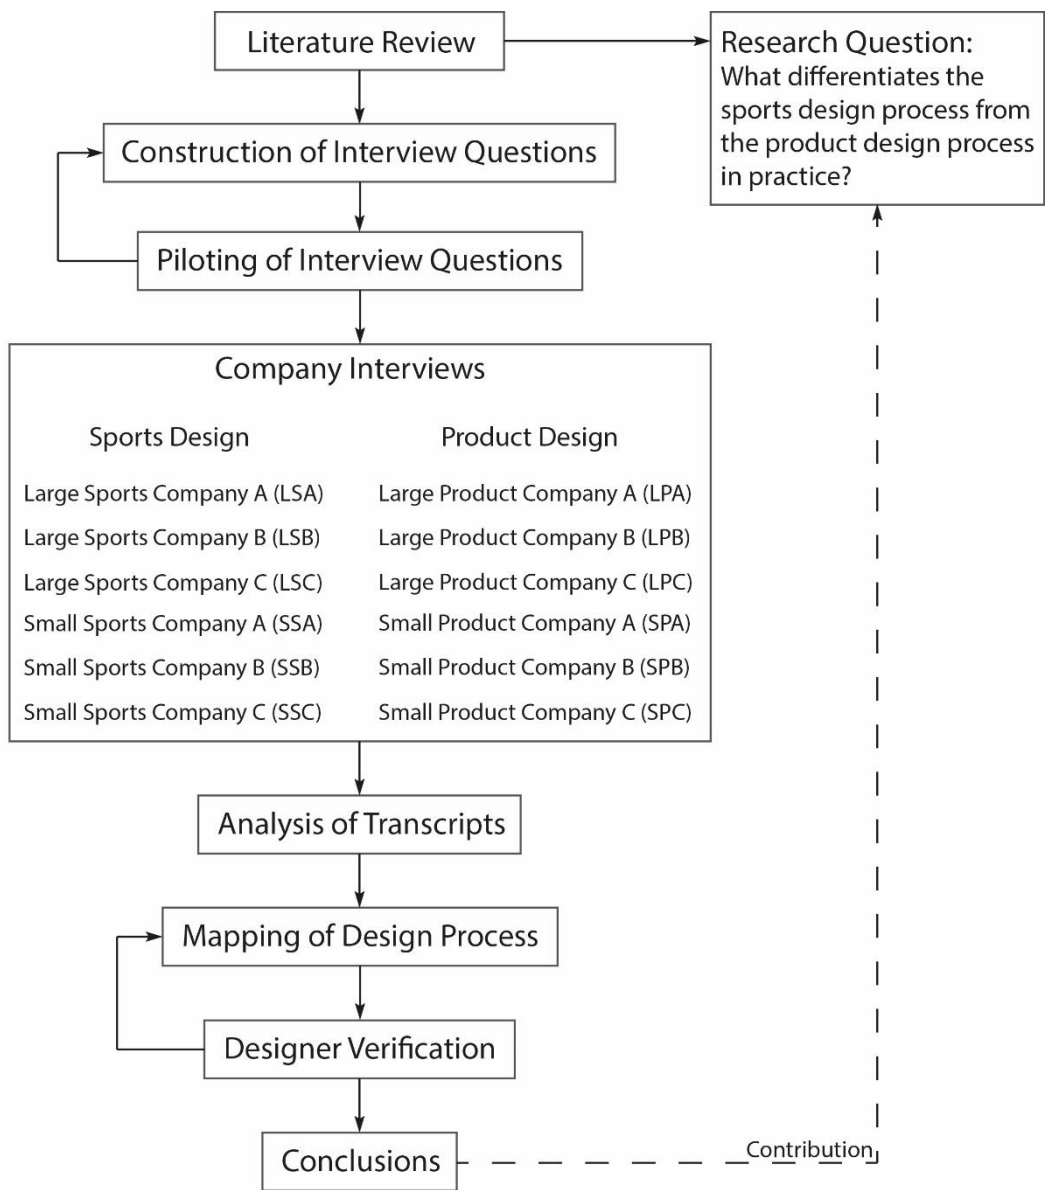 Literature Review
Research Question:
What differentiates the
sports design process from
the product design process
in practice?
Construction of Interview Questions
Piloting of Interview Questions
Company Interviews
Sports Design
Large Sports Company A (LSA)
Large Sports Company B (LSB)
Large Sports Company C (LSC)
Small Sports Company A (SSA)
Small Sports Company B (SSB)
Small Sports Company C (SSC)
Product Design
Large Product Company A (LPA)
Large Product Company B (LPB)
Large Product Company C (LPC)
Small Product Company A (SPA)
Small Product Company B (SPB)
Small Product Company C (SPC)
Analysis of Transcripts
Mapping of Design Process
Designer Verification
Conclusions
Contribution